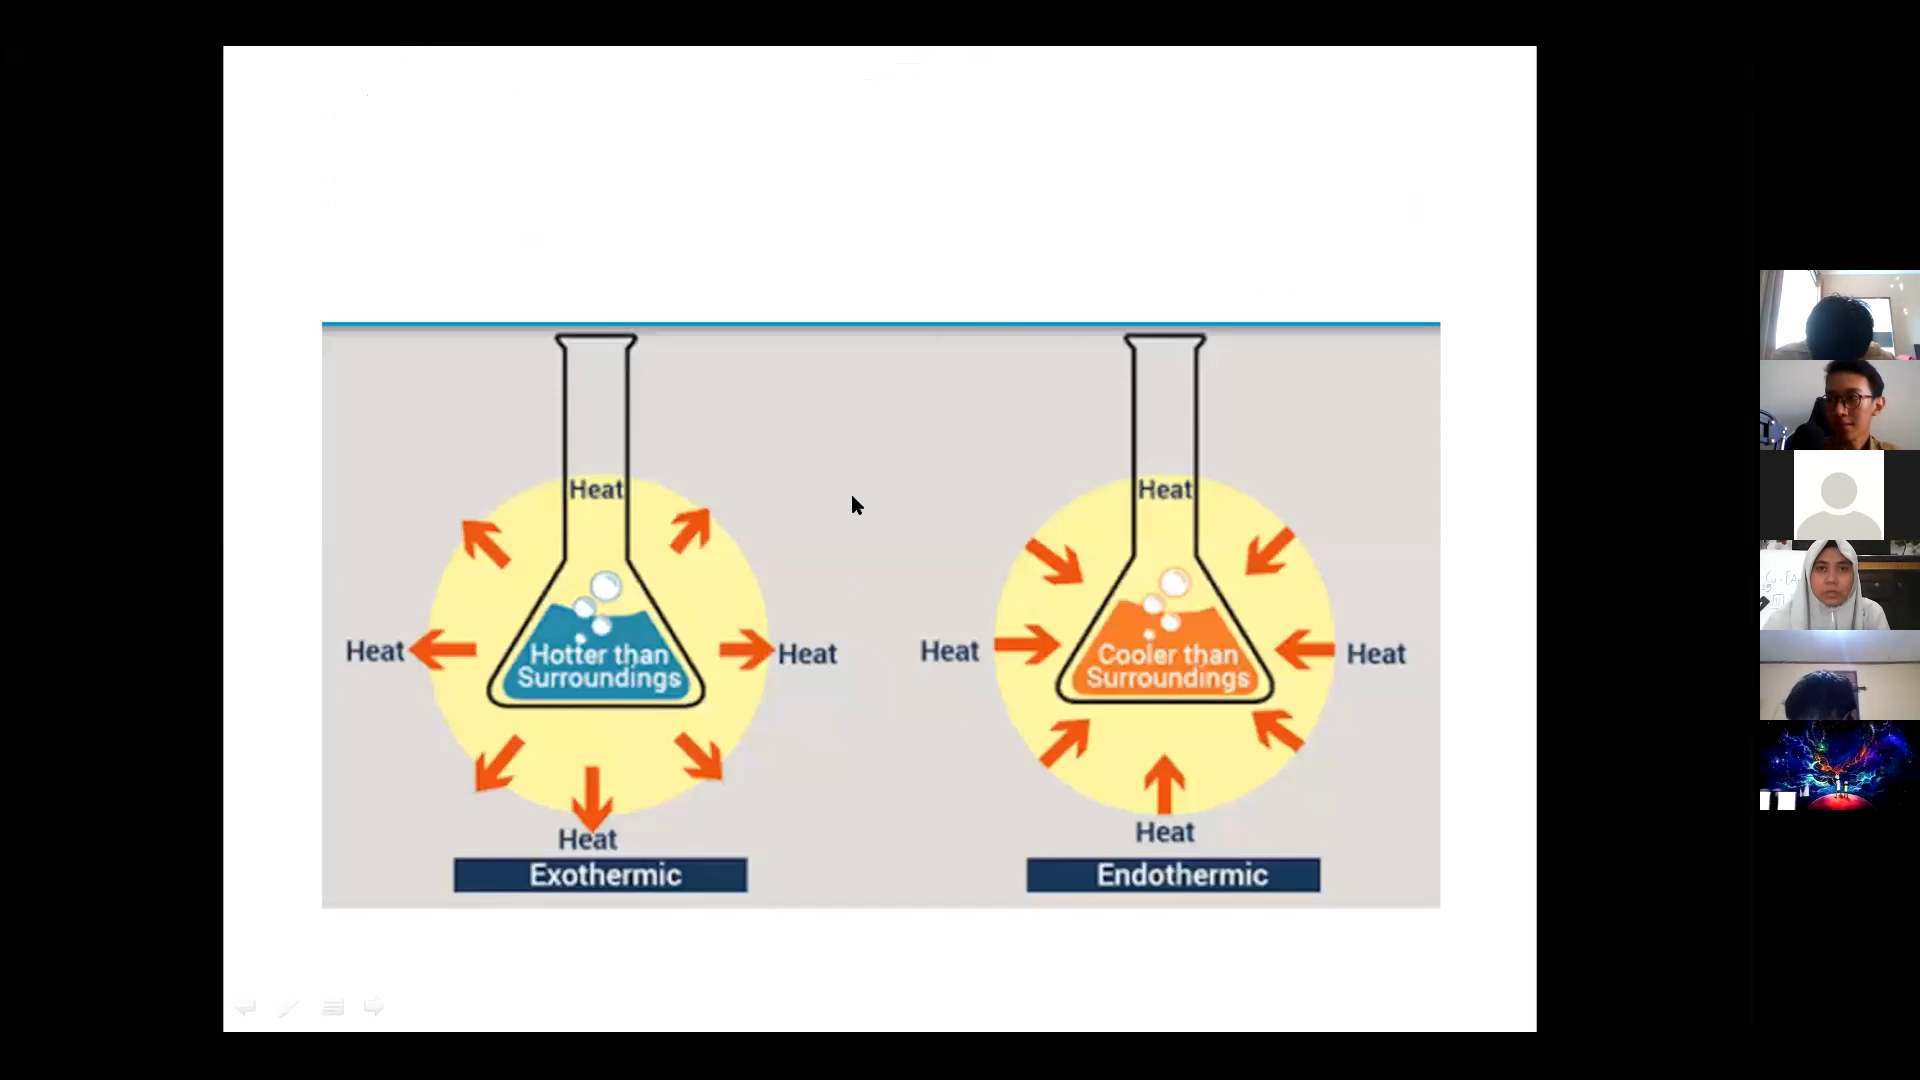 Heat
Heat
Heat
Hotter than
Surroundings
Heat
Exothermic
Heat
Heat
Heat
Cooler than
Surroundings
Heat
Endothermic